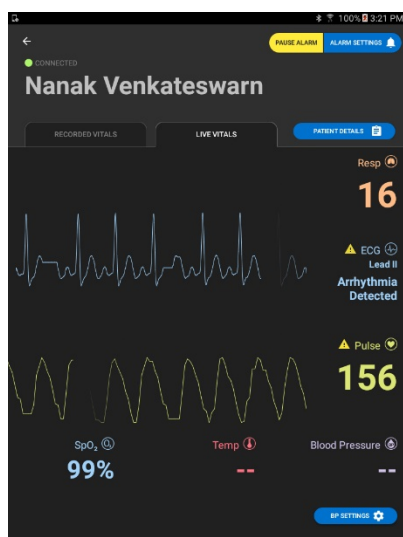 100% 3:21 PM
PAUSE ALARM
ALARM SETTINGS
CONNECTED
Nanak Venkateswarn
RECORDED VITALS
LIVE VITALS
PATIENT DETAILS
Resp
16
ECG
Lead II
Arrhythmia
Detected
Pulse
156
SpO₂
Temp
Blood Pressure
99%
--
--
BP SETTINGS